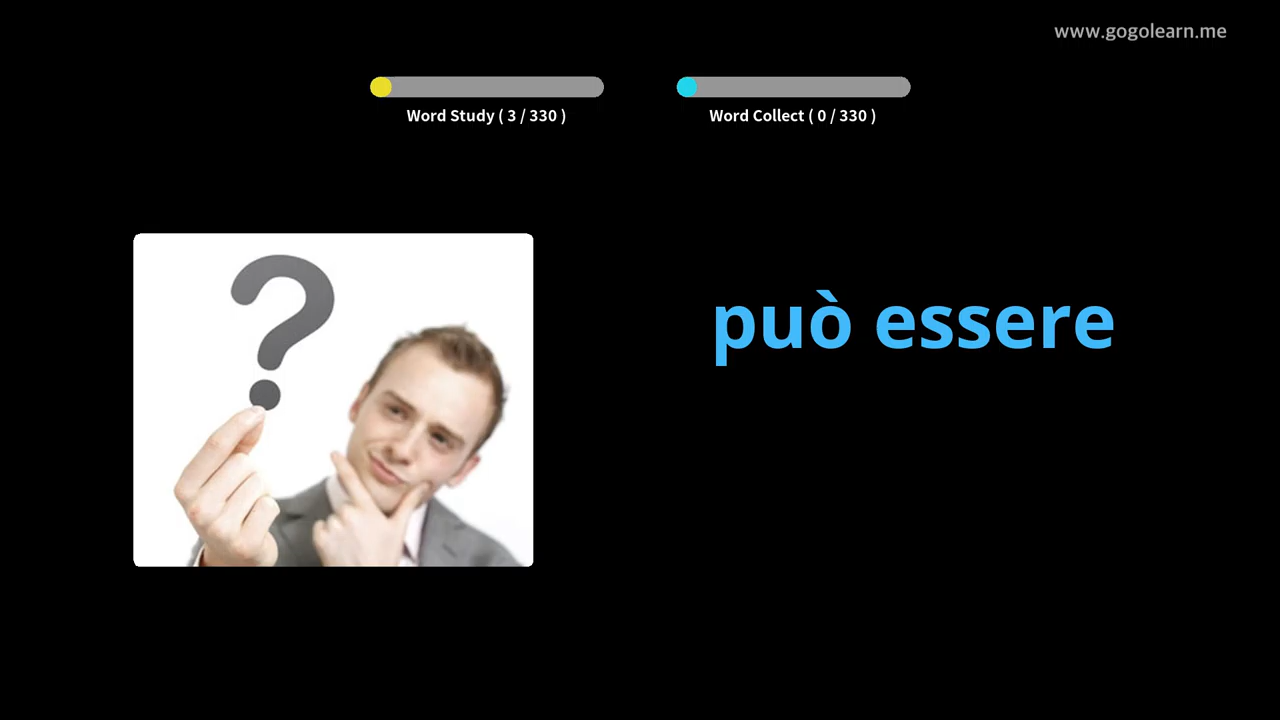 www.gogolearn.me
Word Study ( 3 / 330 )
Word Collect ( 0 / 330 )
?
può essere